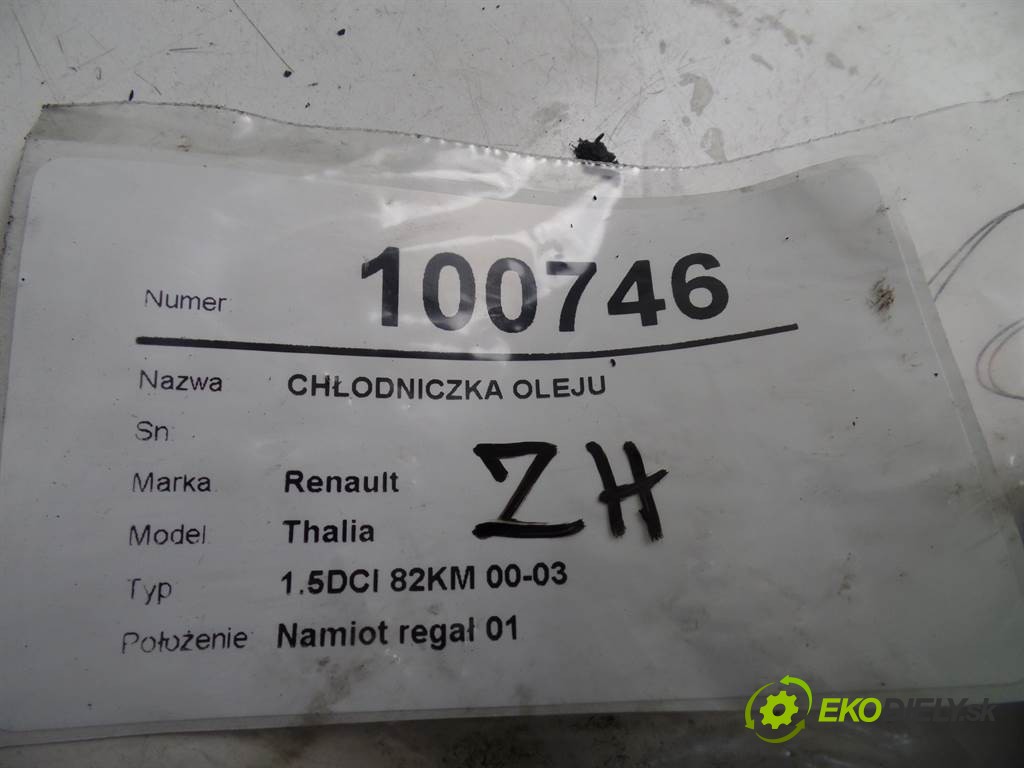 Numer: 100746
Nazwa CHŁODNICZKA OLEJU
Sn:
Marka Renault
Model Thalia
Typ 1.5DCI 82KM 00-03
Położenie: Namiot regał 01
ZH
EKODIELY.sk